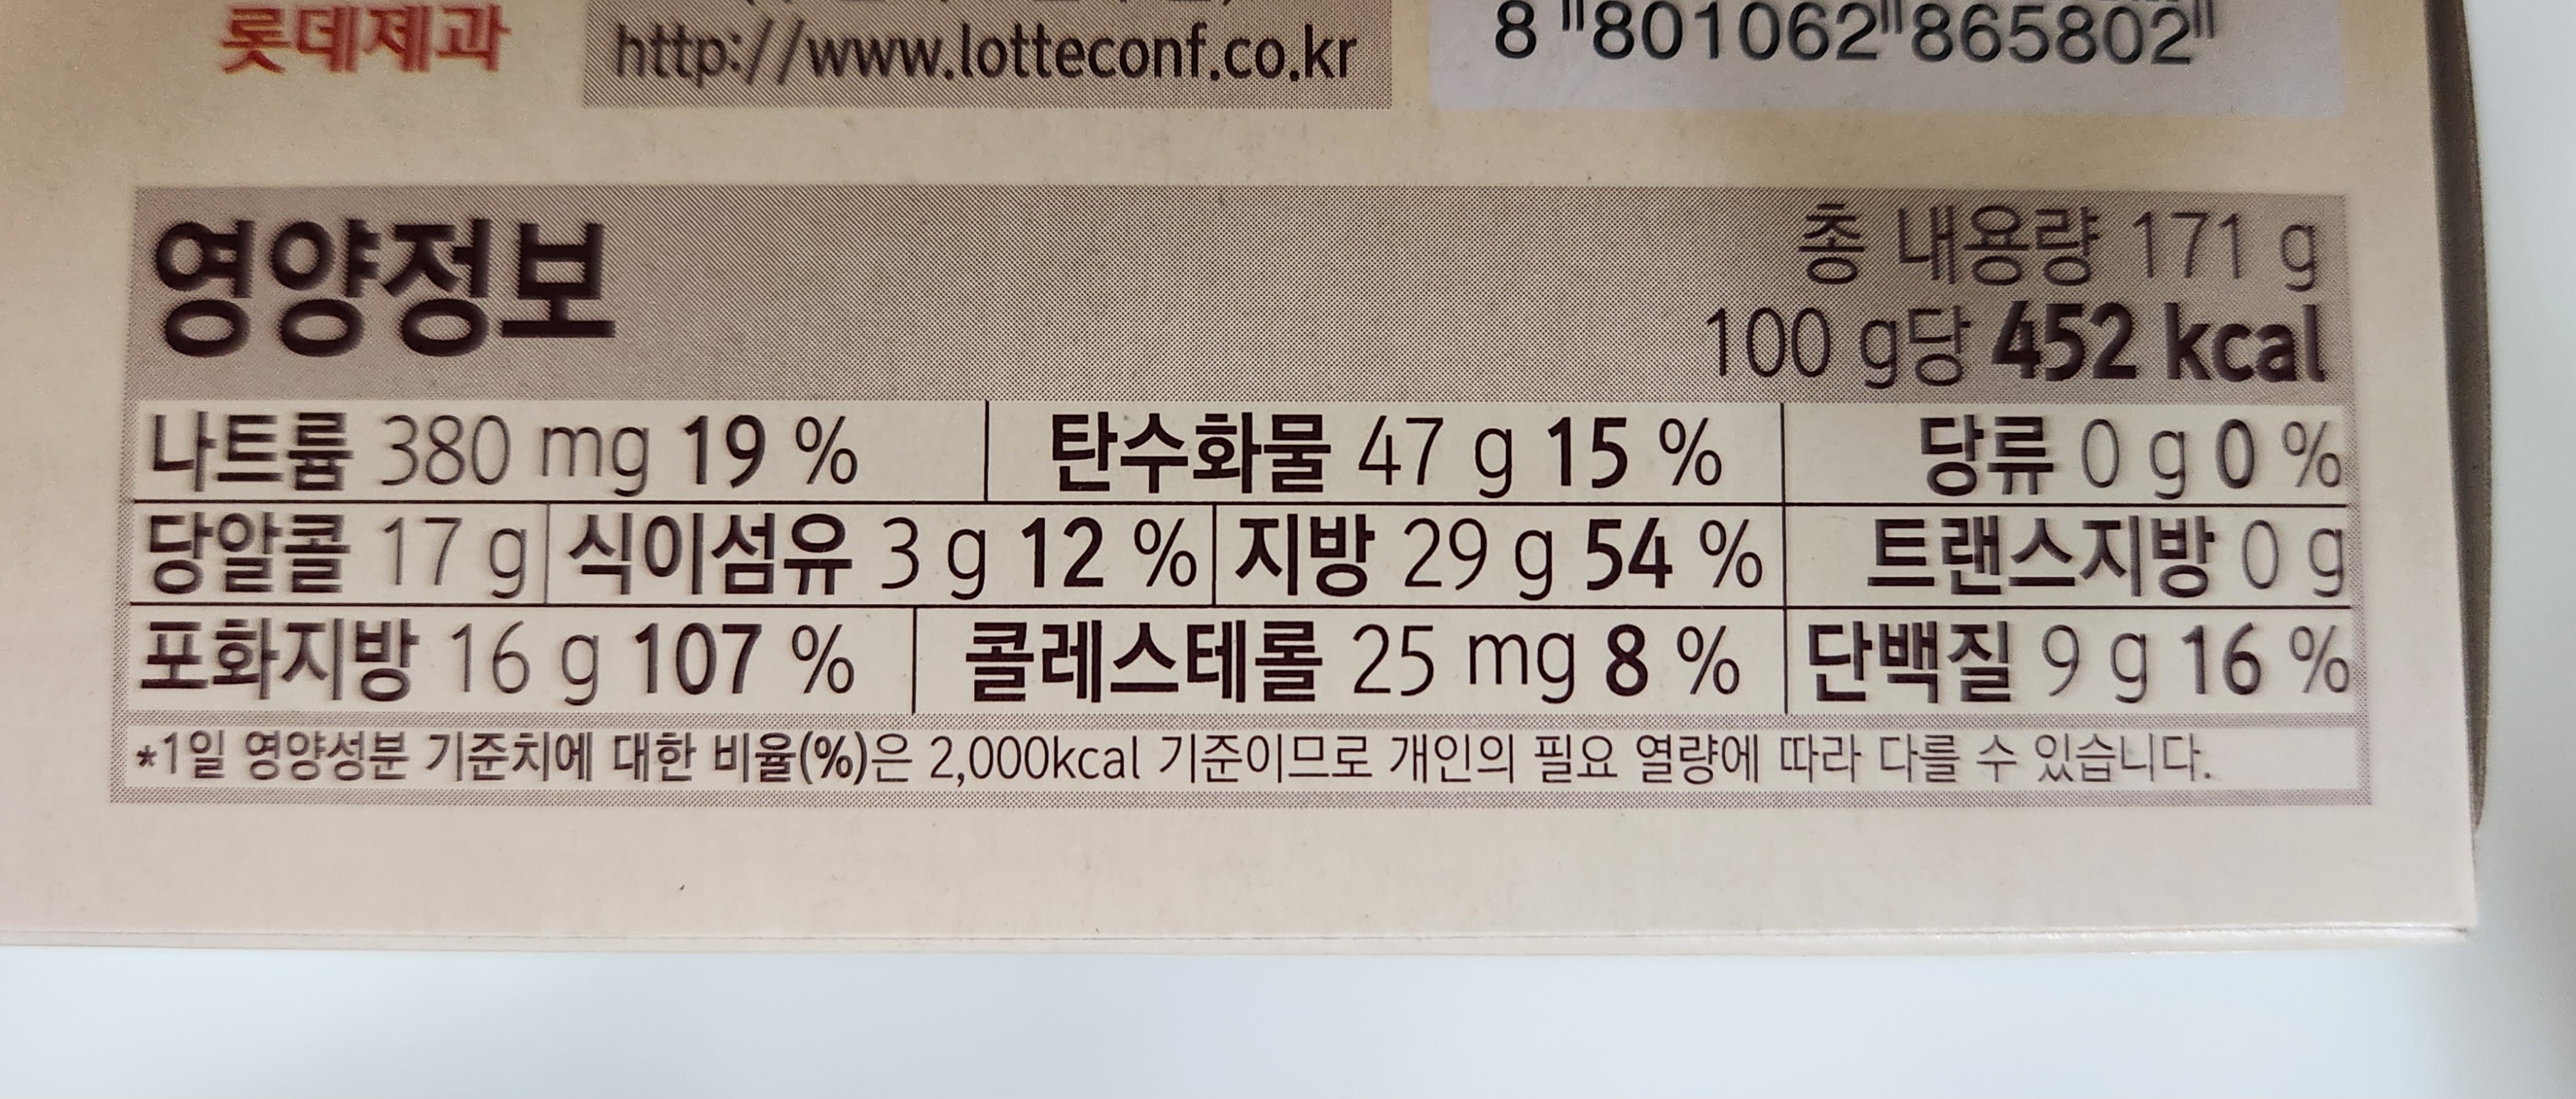 롯데제과
http://www.lotteconf.co.kr
8 801062 865802
영양정보
총 내용량 171 g
100 g당 452 kcal
나트륨 380 mg 19 % 탄수화물 47 g 15 % 당류 0 g 0 %
당알콜 17 g 식이섬유 3 g 12 % 지방 29 g 54 % 트랜스지방 0 g
포화지방 16 g 107 % 콜레스테롤 25 mg 8 % 단백질 9 g 16 %
*1일 영양성분 기준치에 대한 비율(%)은 2,000kcal 기준이므로 개인의 필요 열량에 따라 다를 수 있습니다.